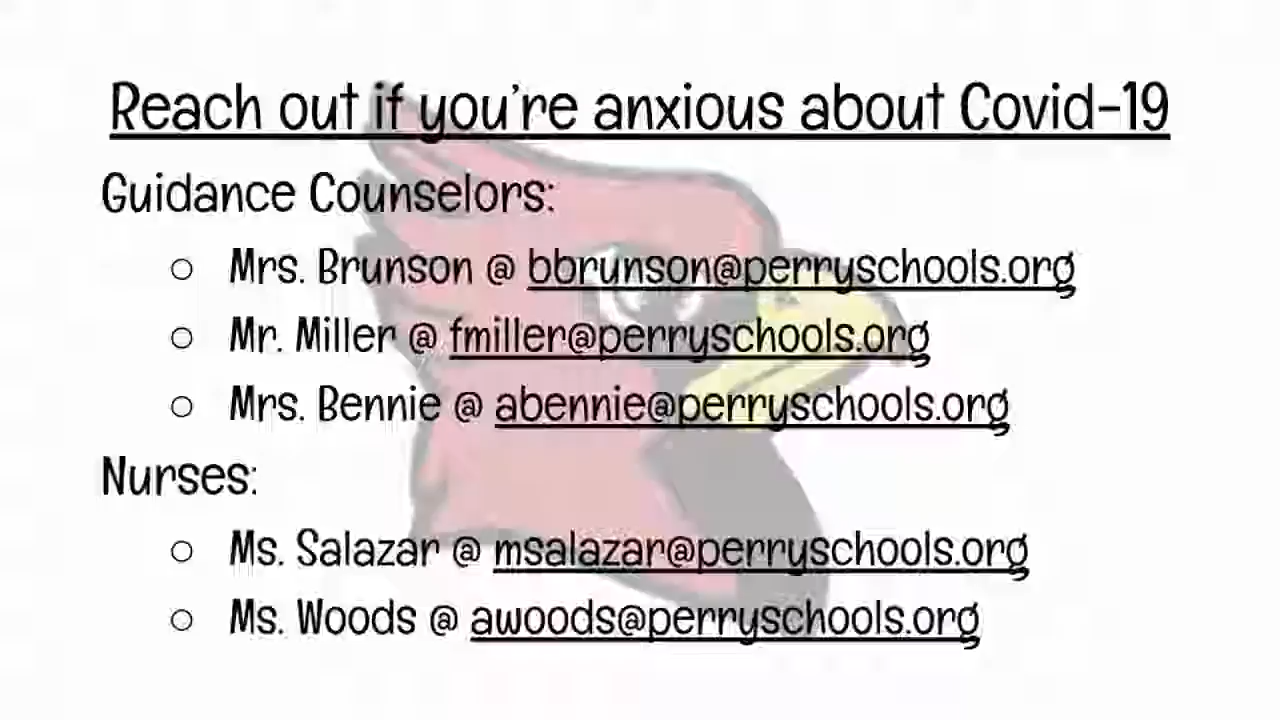 Reach out if you're anxious about Covid-19
Guidance Counselors:
○ Mrs. Brunson @ bbrunson@perryschools.org
○ Mr. Miller @ fmiller@perryschools.org
○ Mrs. Bennie @ abennie@perryschools.org
Nurses:
○ Ms. Salazar @ msalazar@perryschools.org
○ Ms. Woods @ awoods@perryschools.org